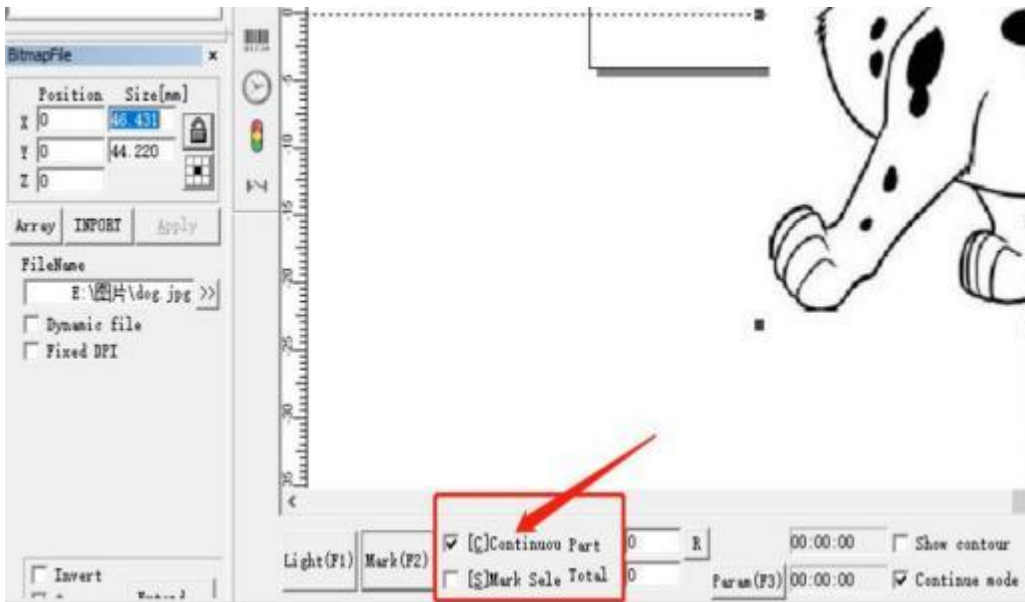 BitmapFile x
Position Size[mm]
X 0 46.431
Y 0 44.220
Z 0
Array INPORT Apply
FileName
E:\图片\dog.jpg >>
Dynamic file
Fixed DPI
Invert
Light(F1) Mark(F2)
[C]Continuou Part 0 R 00:00:00 Show contour
[S]Mark Sele Total 0 Param(F3) 00:00:00 Continue mode